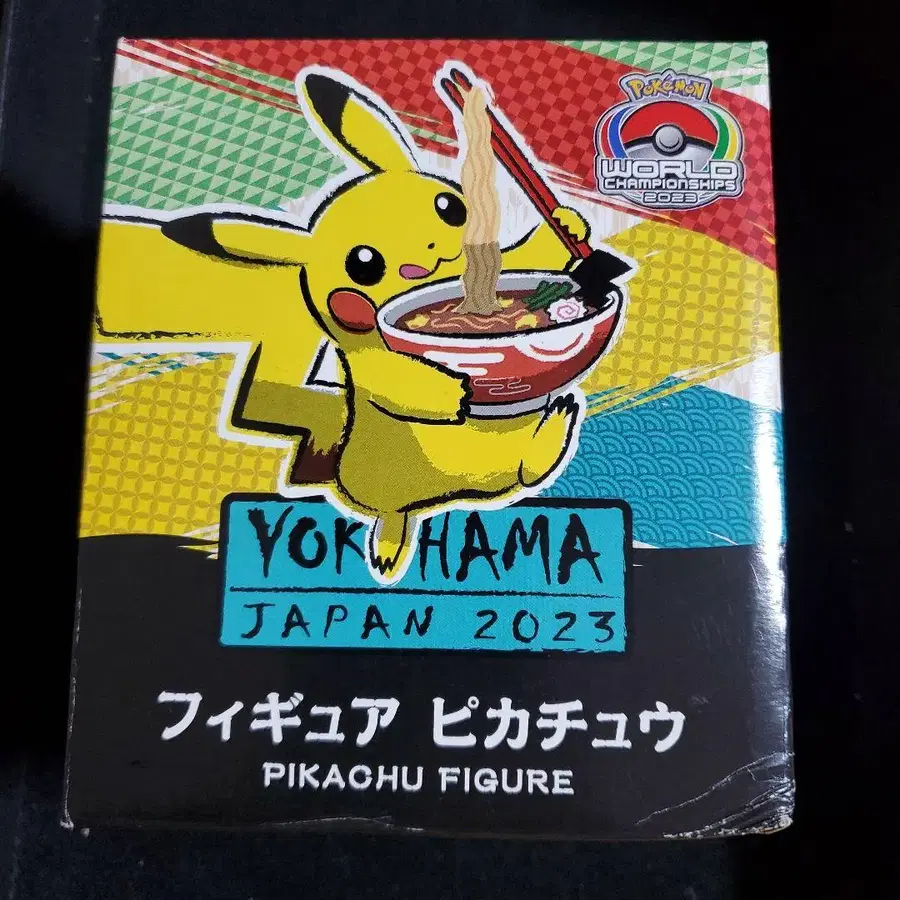 Pokémon
WORLD
CHAMPIONSHIPS
2023
YOKOHAMA
JAPAN 2023
フィギュア ピカチュウ
PIKACHU FIGURE